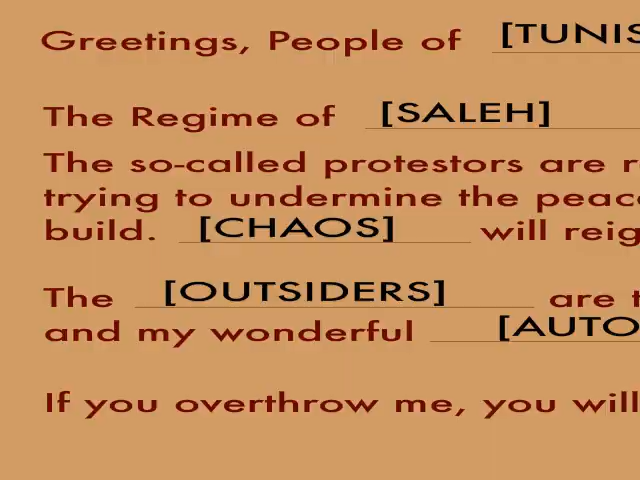 Greetings, People of [TUNIS
The Regime of [SALEH]
The so-called protestors are r
trying to undermine the peac
build. [CHAOS] will reig
The [OUTSIDERS] are t
and my wonderful [AUTO
If you overthrow me, you will